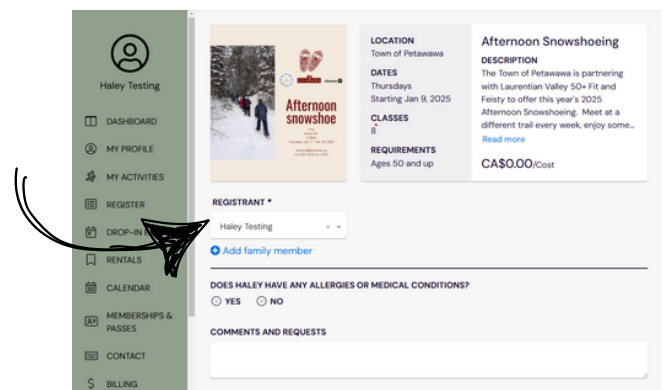 Haley Testing
DASHBOARD
MY PROFILE
MY ACTIVITIES
REGISTER
DROP-IN
RENTALS
CALENDAR
MEMBERSHIPS &
PASSES
CONTACT
BILLING
Afternoon
snowshoe
LOCATION
Town of Petawawa
DATES
Thursdays
Starting Jan 9, 2025
CLASSES
8
REQUIREMENTS
Ages 50 and up
Afternoon Snowshoeing
DESCRIPTION
The Town of Petawawa is partnering
with Laurentian Valley 50+ Fit and
Feisty to offer this year's 2025
Afternoon Snowshoeing. Meet at a
different trail every week, enjoy some...
Read more
CA$0.00/Cost
REGISTRANT *
Haley Testing
Add family member
DOES HALEY HAVE ANY ALLERGIES OR MEDICAL CONDITIONS?
YES NO
COMMENTS AND REQUESTS